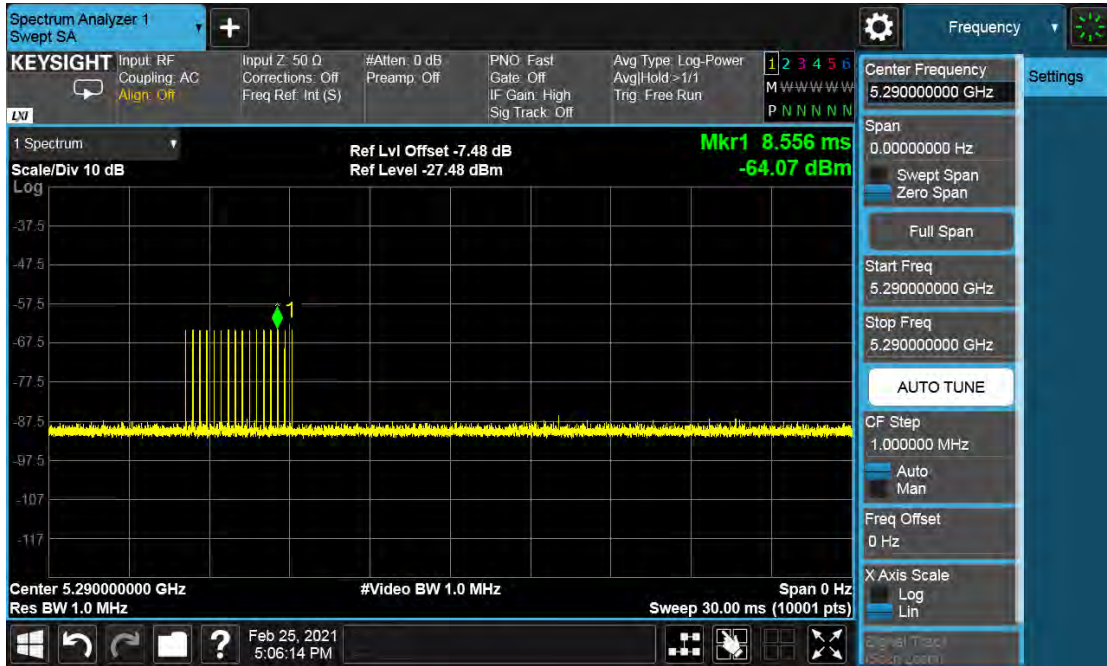 Spectrum Analyzer 1
Swept SA
+
Frequency
KEYSIGHT
LXI
Input: RF
Coupling: AC
Align: Off
Input Z: 50 Ω
Corrections: Off
Freq Ref: Int (S)
#Atten: 0 dB
Preamp: Off
PNO: Fast
Gate: Off
IF Gain: High
Sig Track: Off
Avg Type: Log-Power
Avg|Hold >1/1
Trig: Free Run
1 2 3 4 5 6
M W W W W W W
P N N N N N
1 Spectrum
Scale/Div 10 dB
Log
Ref Lvl Offset -7.48 dB
Ref Level -27.48 dBm
Mkr1 8.556 ms
-64.07 dBm
-37.5
-47.5
-57.5
-67.5
-77.5
-87.5
-97.5
-107
-117
1
Center 5.290000000 GHz
Res BW 1.0 MHz
#Video BW 1.0 MHz
Span 0 Hz
Sweep 30.00 ms (10001 pts)
?
Feb 25, 2021
5:06:14 PM
Center Frequency
5.290000000 GHz
Settings
Span
0.00000000 Hz
Swept Span
Zero Span
Full Span
Start Freq
5.290000000 GHz
Stop Freq
5.290000000 GHz
AUTO TUNE
CF Step
1.000000 MHz
Auto
Man
Freq Offset
0 Hz
X Axis Scale
Log
Lin
Signal Track
(Span Zoom)